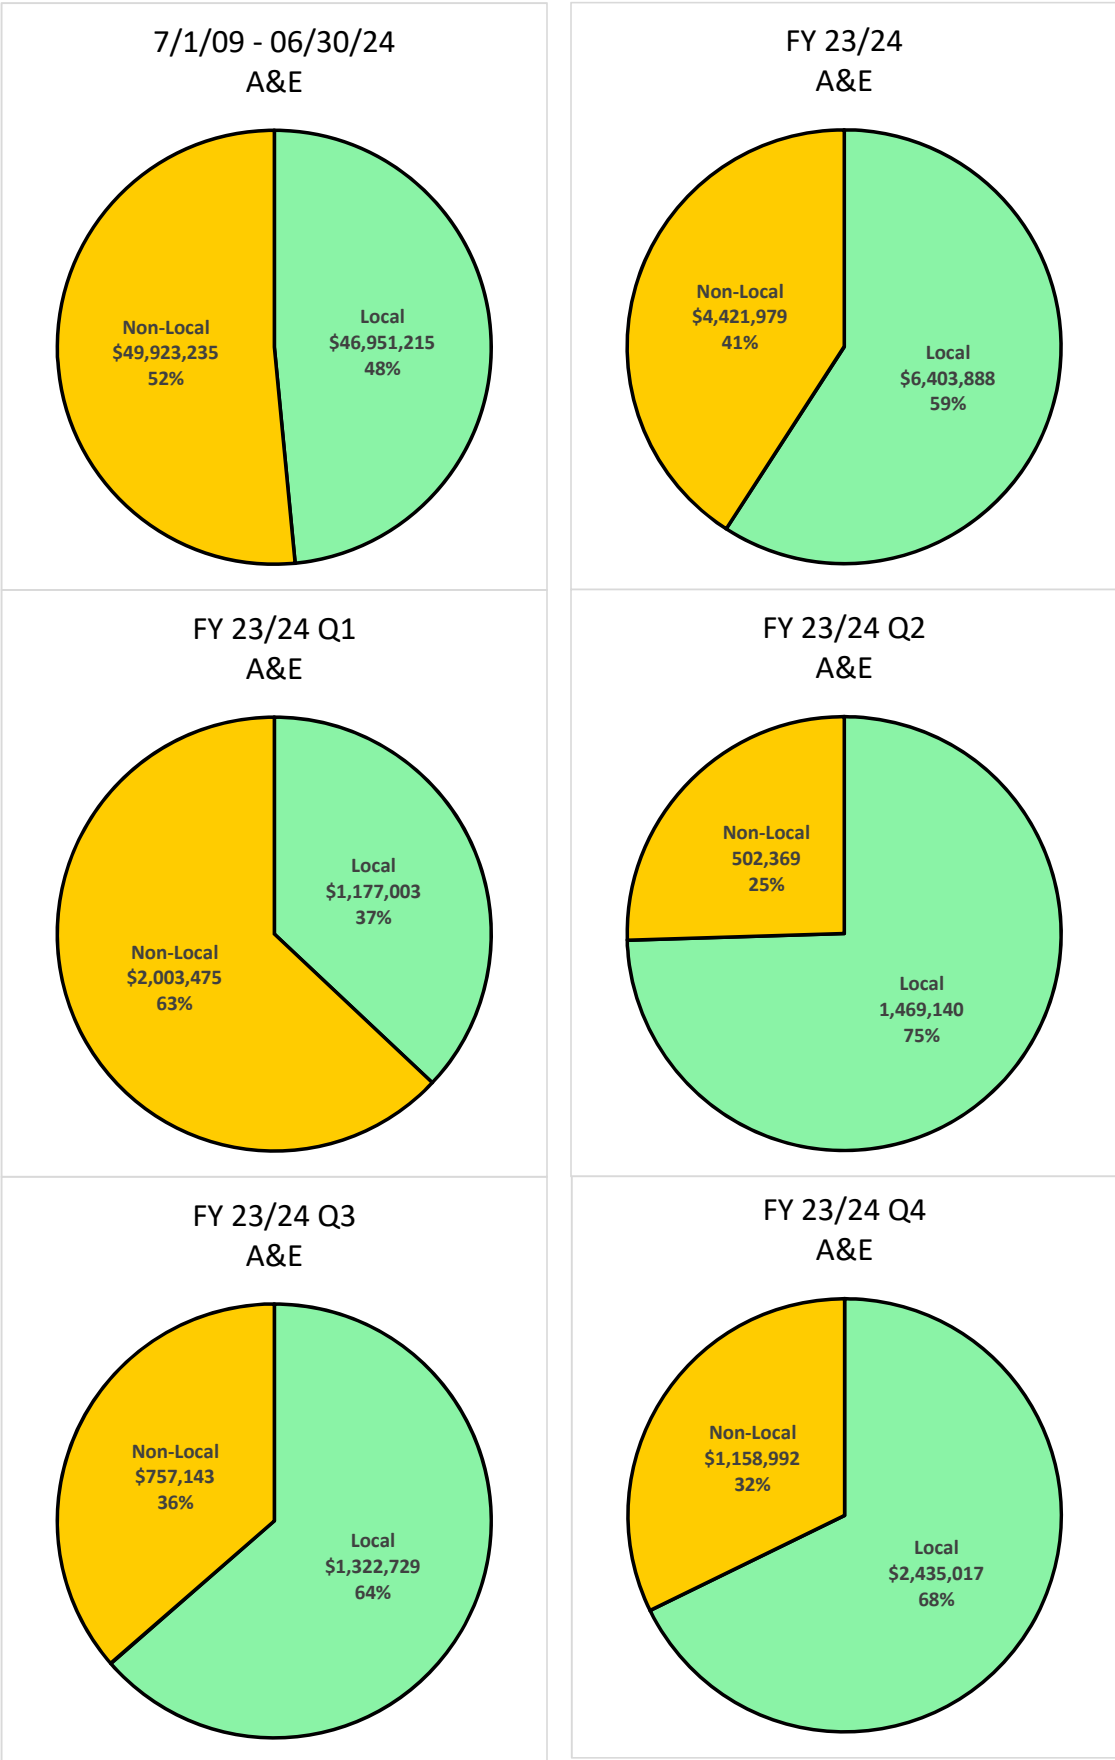 7/1/09 - 06/30/24
A&E
Non-Local
$49,923,235
52%
Local
$46,951,215
48%
FY 23/24
A&E
Non-Local
$4,421,979
41%
Local
$6,403,888
59%
FY 23/24 Q1
A&E
Local
$1,177,003
37%
Non-Local
$2,003,475
63%
FY 23/24 Q2
A&E
Non-Local
502,369
25%
Local
1,469,140
75%
FY 23/24 Q3
A&E
Non-Local
$757,143
36%
Local
$1,322,729
64%
FY 23/24 Q4
A&E
Non-Local
$1,158,992
32%
Local
$2,435,017
68%